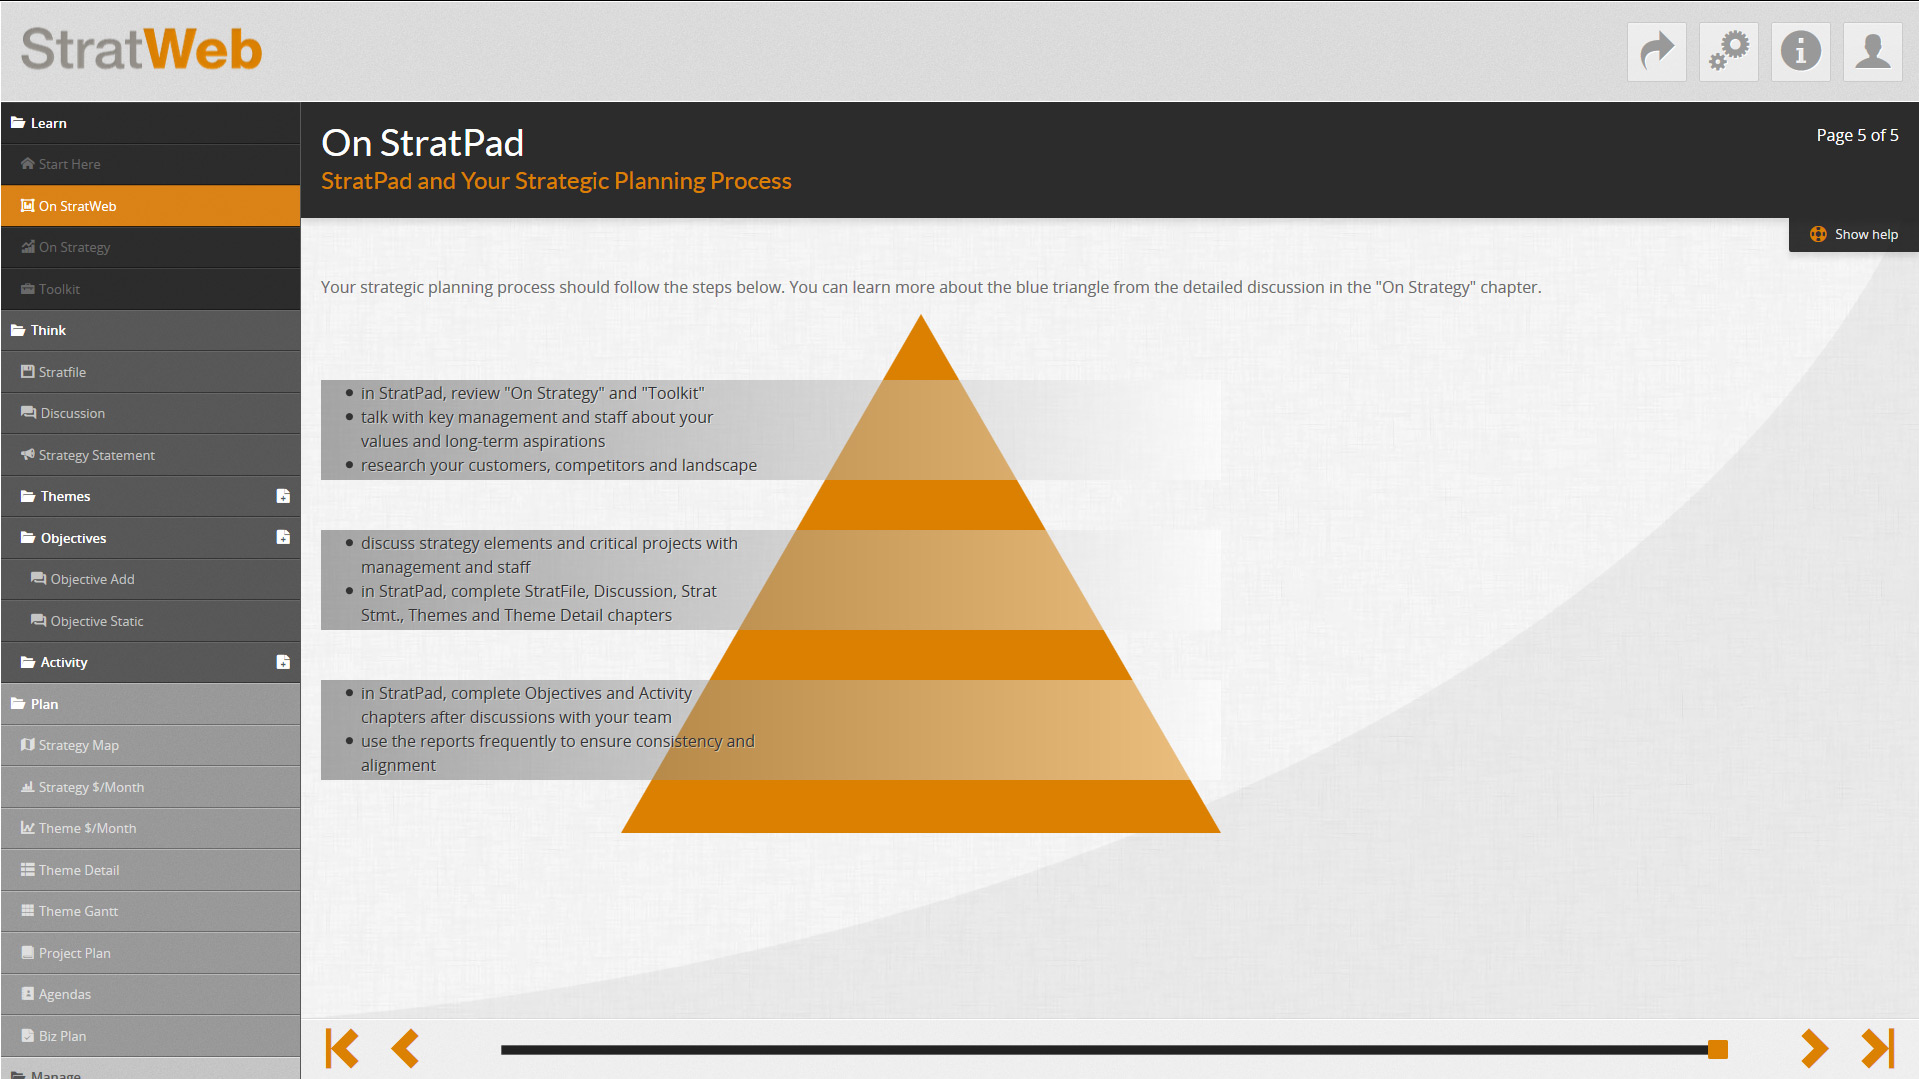 StratWeb
Learn
Start Here
On StratWeb
On Strategy
Toolkit
Think
Stratfile
Discussion
Strategy Statement
Themes
Objectives
Objective Add
Objective Static
Activity
Plan
Strategy Map
Strategy $/Month
Theme $/Month
Theme Detail
Theme Gantt
Project Plan
Agendas
Biz Plan
Manage
On StratPad
StratPad and Your Strategic Planning Process
Page 5 of 5
Show help
Your strategic planning process should follow the steps below. You can learn more about the blue triangle from the detailed discussion in the "On Strategy" chapter.
• in StratPad, review "On Strategy" and "Toolkit"
• talk with key management and staff about your
values and long-term aspirations
• research your customers, competitors and landscape
• discuss strategy elements and critical projects with
management and staff
• in StratPad, complete StratFile, Discussion, Strat
Stmt., Themes and Theme Detail chapters
• in StratPad, complete Objectives and Activity
chapters after discussions with your team
• use the reports frequently to ensure consistency and
alignment